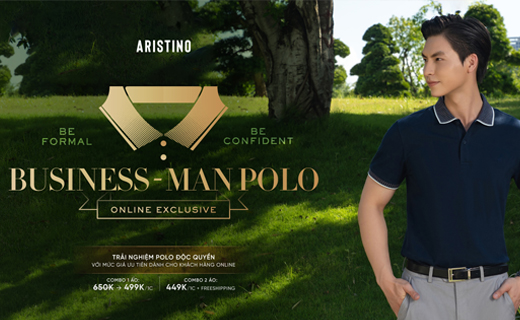 ARISTINO
BE FORMAL
BE CONFIDENT
BUSINESS-MAN POLO
ONLINE EXCLUSIVE
TRẢI NGHIỆM POLO ĐỘC QUYỀN
VỚI MỨC GIÁ ƯU TIÊN DÀNH CHO KHÁCH HÀNG ONLINE
COMBO 1 ÁO:
650K → 499K/1C
COMBO 2 ÁO:
449K/1C + FREESHIPPING